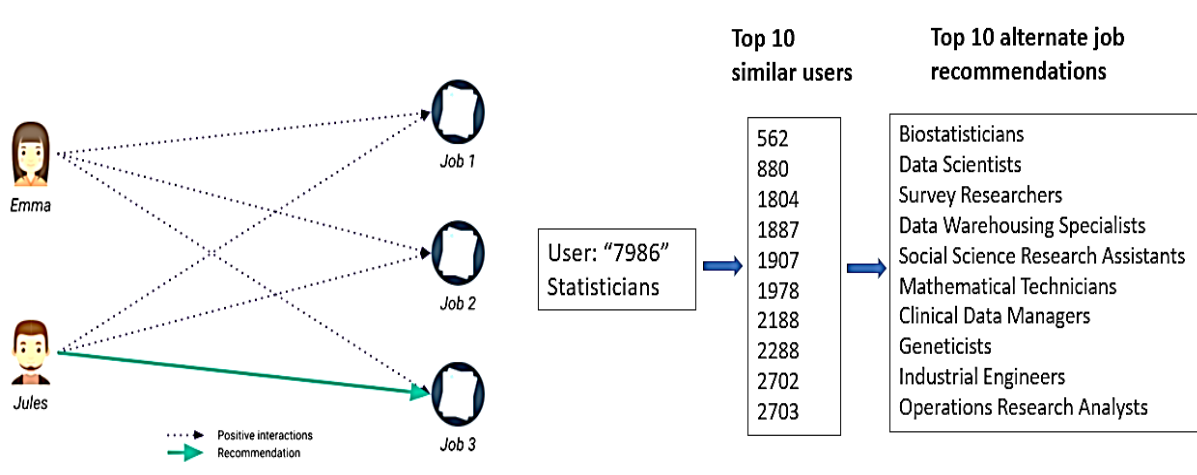 Emma
Jules
Job 1
Job 2
Job 3
Positive interactions
Recommendation
User: “7986”
Statisticians
Top 10
similar users
562
880
1804
1887
1907
1978
2188
2288
2702
2703
Top 10 alternate job
recommendations
Biostatisticians
Data Scientists
Survey Researchers
Data Warehousing Specialists
Social Science Research Assistants
Mathematical Technicians
Clinical Data Managers
Geneticists
Industrial Engineers
Operations Research Analysts